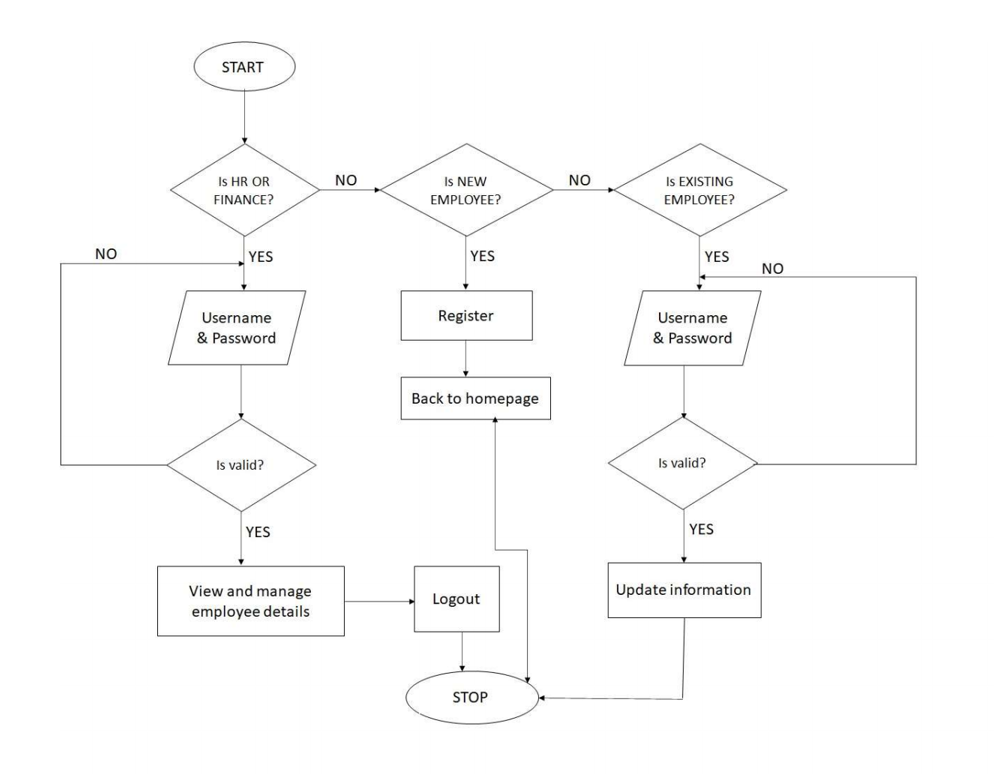 START
Is HR OR
FINANCE?
NO
Is NEW
EMPLOYEE?
NO
Is EXISTING
EMPLOYEE?
NO
YES
YES
YES
NO
Username
& Password
Register
Username
& Password
Back to homepage
Is valid?
Is valid?
YES
YES
View and manage
employee details
Logout
Update information
STOP